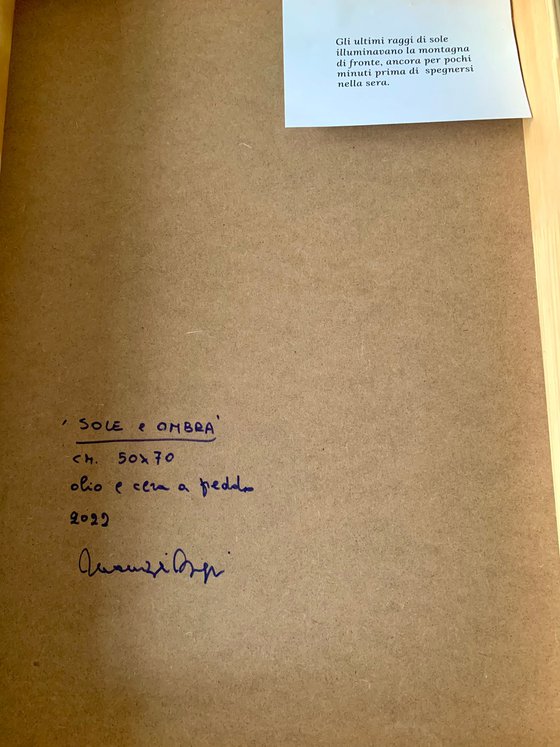 Gli ultimi raggi di sole
illuminavano la montagna
di fronte, ancora per pochi
minuti prima di spegnersi
nella sera.
'SOLE e OMBRA'
cm. 50x70
olio e cera a freddo
2022